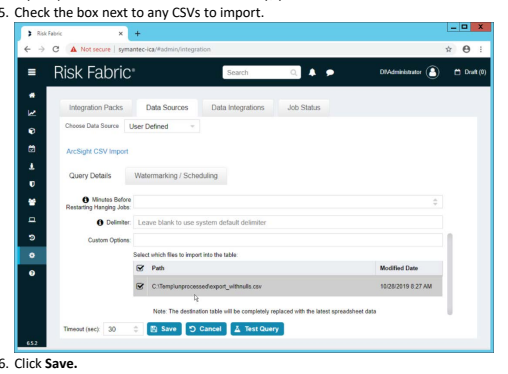 5. Check the box next to any CSVs to import.
Risk Fabric
Not secure | symantec-ica/#admin/integration
Risk Fabric®
Search
DII\Administrator
Draft (0)
Integration Packs
Data Sources
Data Integrations
Job Status
Choose Data Source
User Defined
ArcSight CSV Import
Query Details
Watermarking / Scheduling
Minutes Before
Restarting Hanging Jobs:
Delimiter:
Leave blank to use system default delimiter
Custom Options:
Select which files to import into the table:
Path
Modified Date
C:\Temp\unprocessed\export_withnulls.csv
10/28/2019 8:27 AM
Note: The destination table will be completely replaced with the latest spreadsheet data
Timeout (sec): 30
Save
Cancel
Test Query
6.5.2
6. Click Save.